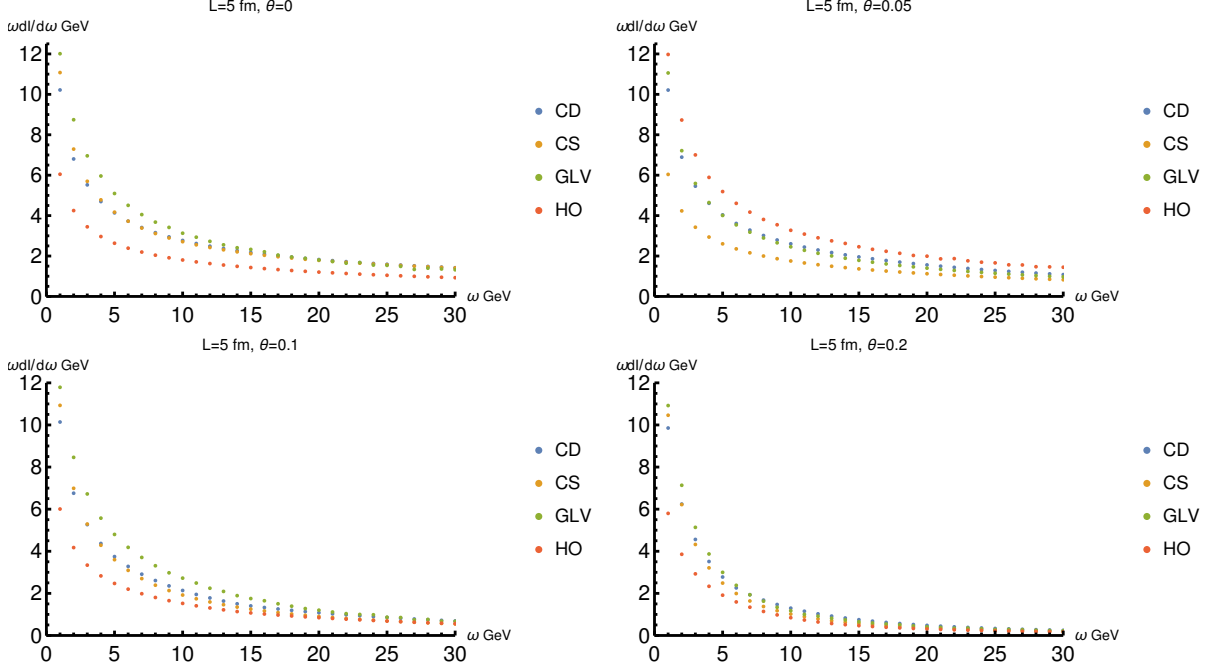 L=5 fm, θ=0
ωdI/dω GeV
12
10
8
6
4
2
0
0 5 10 15 20 25 30
ω GeV
CD
CS
GLV
HO
L=5 fm, θ=0.05
ωdI/dω GeV
12
10
8
6
4
2
0
0 5 10 15 20 25 30
ω GeV
CD
CS
GLV
HO
L=5 fm, θ=0.1
ωdI/dω GeV
12
10
8
6
4
2
0
0 5 10 15 20 25 30
ω GeV
CD
CS
GLV
HO
L=5 fm, θ=0.2
ωdI/dω GeV
12
10
8
6
4
2
0
0 5 10 15 20 25 30
ω GeV
CD
CS
GLV
HO